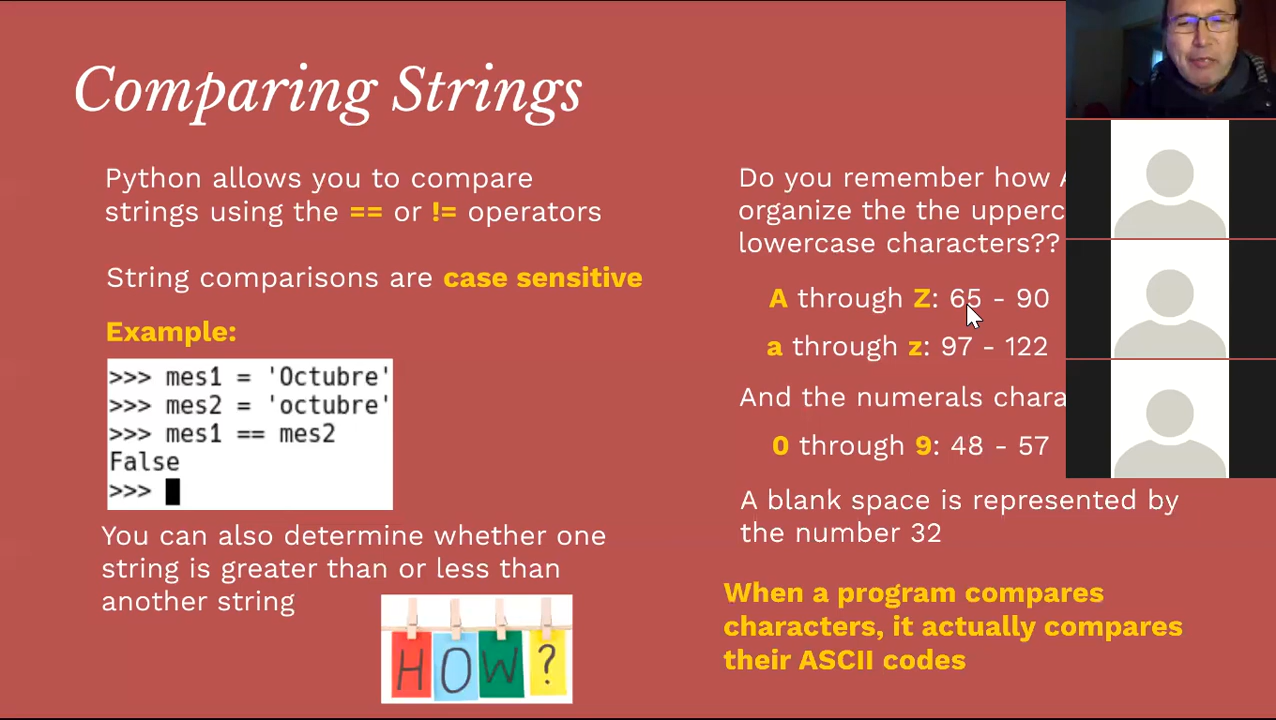 Comparing Strings
Python allows you to compare
strings using the == or != operators
String comparisons are case sensitive
Example:
>>> mes1 = 'Octubre'
>>> mes2 = 'octubre'
>>> mes1 == mes2
False
>>>
You can also determine whether one
string is greater than or less than
another string
HOW?
Do you remember how
organize the the
lowercase characters??
A through Z: 65 - 90
a through z: 97 - 122
And the numerals
0 through 9: 48 - 57
A blank space is represented by
the number 32
When a program compares
characters, it actually compares
their ASCII codes